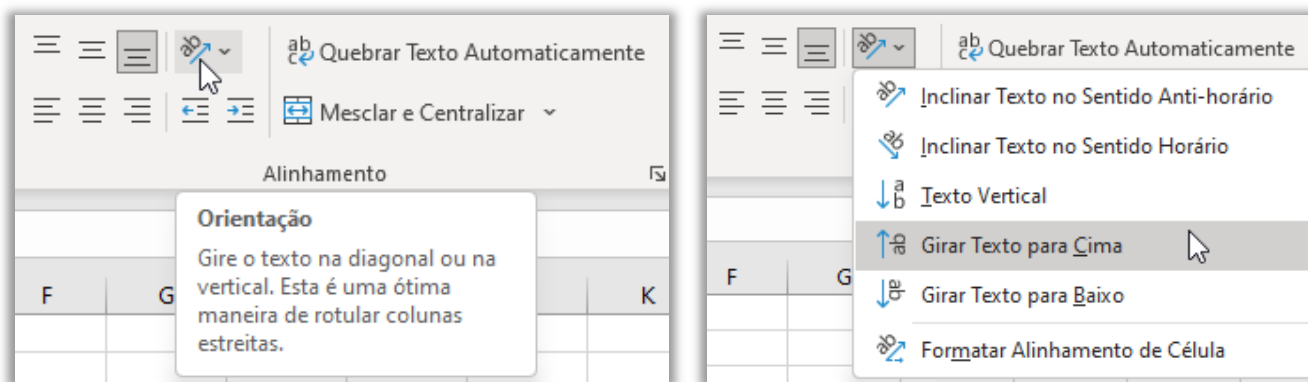 Quebrar Texto Automaticamente
Mesclar e Centralizar
Alinhamento
Orientação
Gire o texto na diagonal ou na
vertical. Esta é uma ótima
maneira de rotular colunas
estreitas.
F G K
Quebrar Texto Automaticamente
Inclinar Texto no Sentido Anti-horário
Inclinar Texto no Sentido Horário
Texto Vertical
Girar Texto para Cima
Girar Texto para Baixo
Formatar Alinhamento de Célula
F G